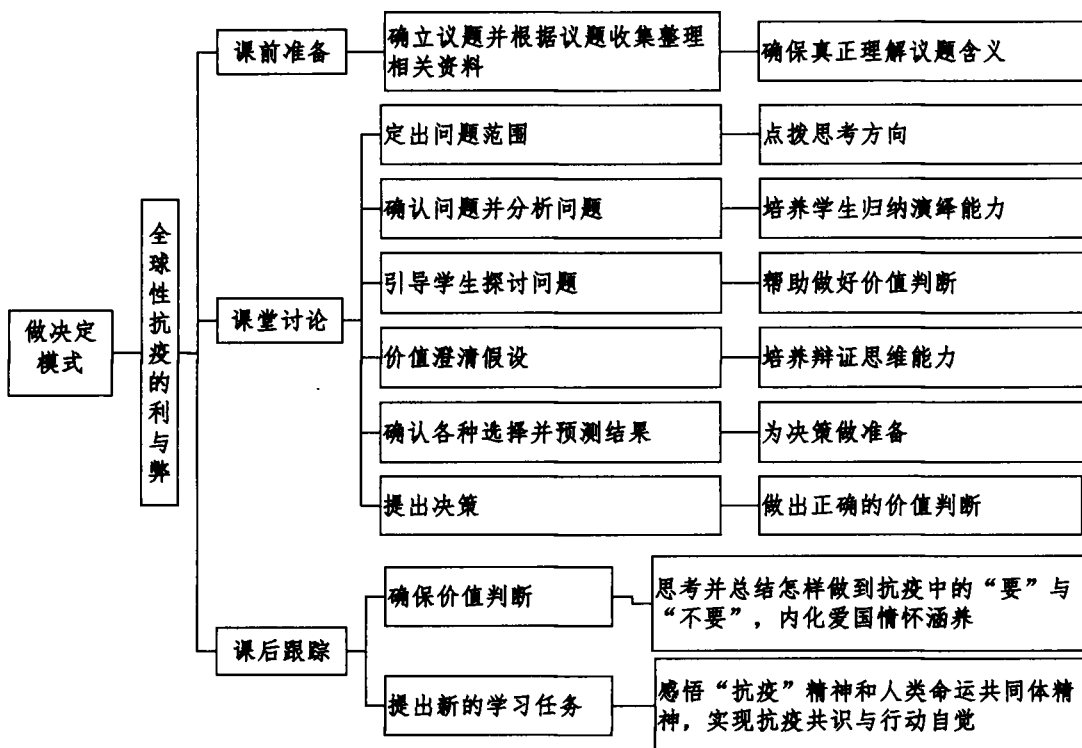 做决定
模式
全球性抗疫的利与弊
课前准备
确立议题并根据议题收集整理
相关资料
确保真正理解议题含义
课堂讨论
定出问题范围
点拨思考方向
确认问题并分析问题
培养学生归纳演绎能力
引导学生探讨问题
帮助做好价值判断
价值澄清假设
培养辩证思维能力
确认各种选择并预测结果
为决策做准备
提出决策
做出正确的价值判断
课后跟踪
确保价值判断
思考并总结怎样做到抗疫中的“要”与
“不要”，内化爱国情怀涵养
提出新的学习任务
感悟“抗疫”精神和人类命运共同体精
神，实现抗疫共识与行动自觉